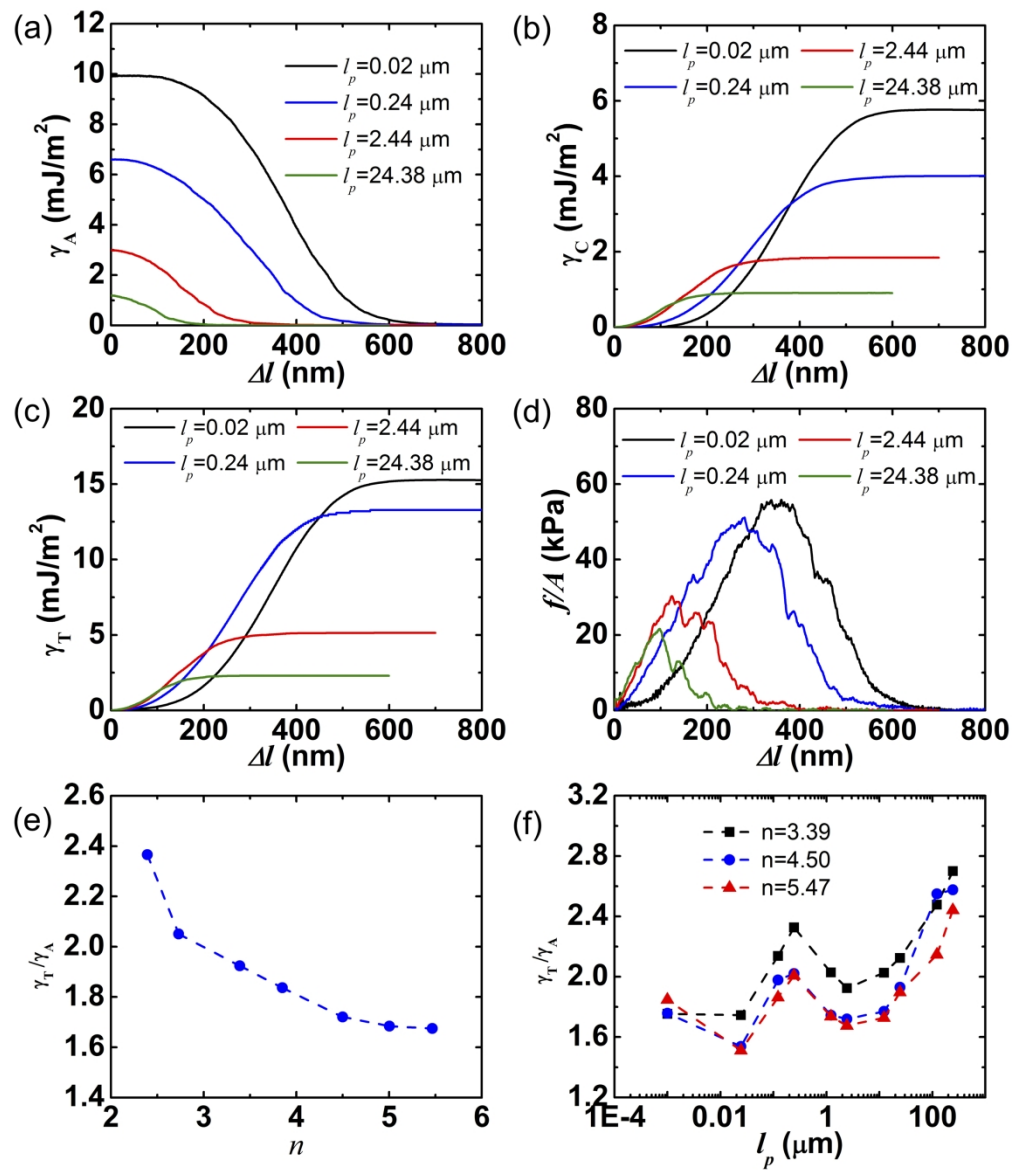 (a)
12
10
8
6
4
2
0
γA (mJ/m²)
lp=0.02 μm
lp=0.24 μm
lp=2.44 μm
lp=24.38 μm
0 200 400 600 800
Δl (nm)
(b)
8
6
4
2
0
γC (mJ/m²)
lp=0.02 μm lp=2.44 μm
lp=0.24 μm lp=24.38 μm
0 200 400 600 800
Δl (nm)
(c)
20
15
10
5
0
γT (mJ/m²)
lp=0.02 μm lp=2.44 μm
lp=0.24 μm lp=24.38 μm
0 200 400 600 800
Δl (nm)
(d)
80
60
40
20
0
f/A (kPa)
lp=0.02 μm lp=2.44 μm
lp=0.24 μm lp=24.38 μm
0 200 400 600 800
Δl (nm)
(e)
2.6
2.4
2.2
2.0
1.8
1.6
1.4
γT/γA
2 3 4 5 6
n
(f)
3.2
2.8
2.4
2.0
1.6
1.2
γT/γA
n=3.39
n=4.50
n=5.47
1E-4 0.01 1 100
lp (μm)